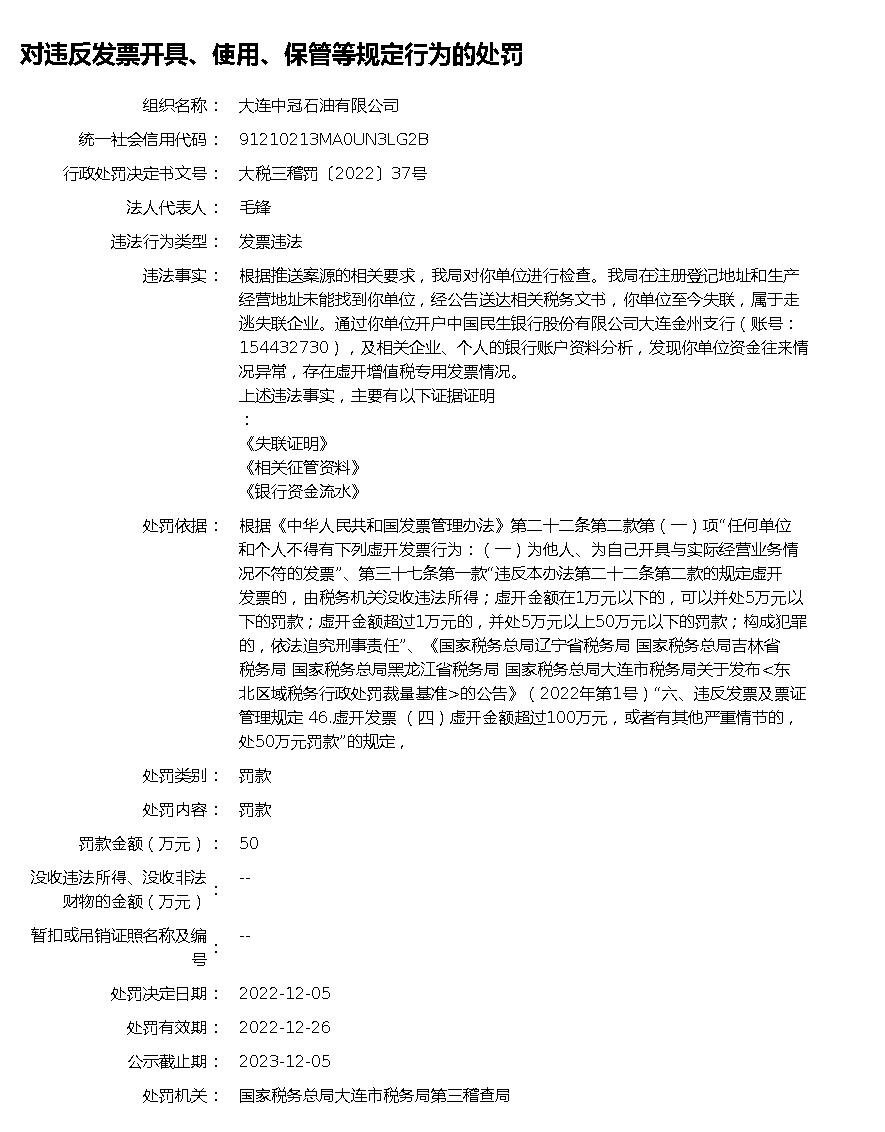 对违反发票开具、使用、保管等规定行为的处罚
组织名称： 大连中冠石油有限公司
统一社会信用代码： 91210213MA0UN3LG2B
行政处罚决定书文号： 大税三稽罚〔2022〕37号
法人代表人： 毛锋
违法行为类型： 发票违法
违法事实： 根据推送案源的相关要求，我局对你单位进行检查。我局在注册登记地址和生产
经营地址未能找到你单位，经公告送达相关税务文书，你单位至今失联，属于走
逃失联企业。通过你单位开户中国民生银行股份有限公司大连金州支行（账号：
154432730），及相关企业、个人的银行账户资料分析，发现你单位资金往来情
况异常，存在虚开增值税专用发票情况。
上述违法事实，主要有以下证据证明
：
《失联证明》
《相关征管资料》
《银行资金流水》
处罚依据： 根据《中华人民共和国发票管理办法》第二十二条第二款第（一）项“任何单位
和个人不得有下列虚开发票行为：（一）为他人、为自己开具与实际经营业务情
况不符的发票”、第三十七条第一款“违反本办法第二十二条第二款的规定虚开
发票的，由税务机关没收违法所得；虚开金额在1万元以下的，可以并处5万元以
下的罚款；虚开金额超过1万元的，并处5万元以上50万元以下的罚款；构成犯罪
的，依法追究刑事责任”、《国家税务总局辽宁省税务局 国家税务总局吉林省
税务局 国家税务总局黑龙江省税务局 国家税务总局大连市税务局关于发布<东
北区域税务行政处罚裁量基准>的公告》（2022年第1号）“六、违反发票及票证
管理规定 46.虚开发票 （四）虚开金额超过100万元，或者有其他严重情节的，
处50万元罚款”的规定，
处罚类别： 罚款
处罚内容： 罚款
罚款金额（万元）： 50
没收违法所得、没收非法
财物的金额（万元）： --
暂扣或吊销证照名称及编
号： --
处罚决定日期： 2022-12-05
处罚有效期： 2022-12-26
公示截止期： 2023-12-05
处罚机关： 国家税务总局大连市税务局第三稽查局